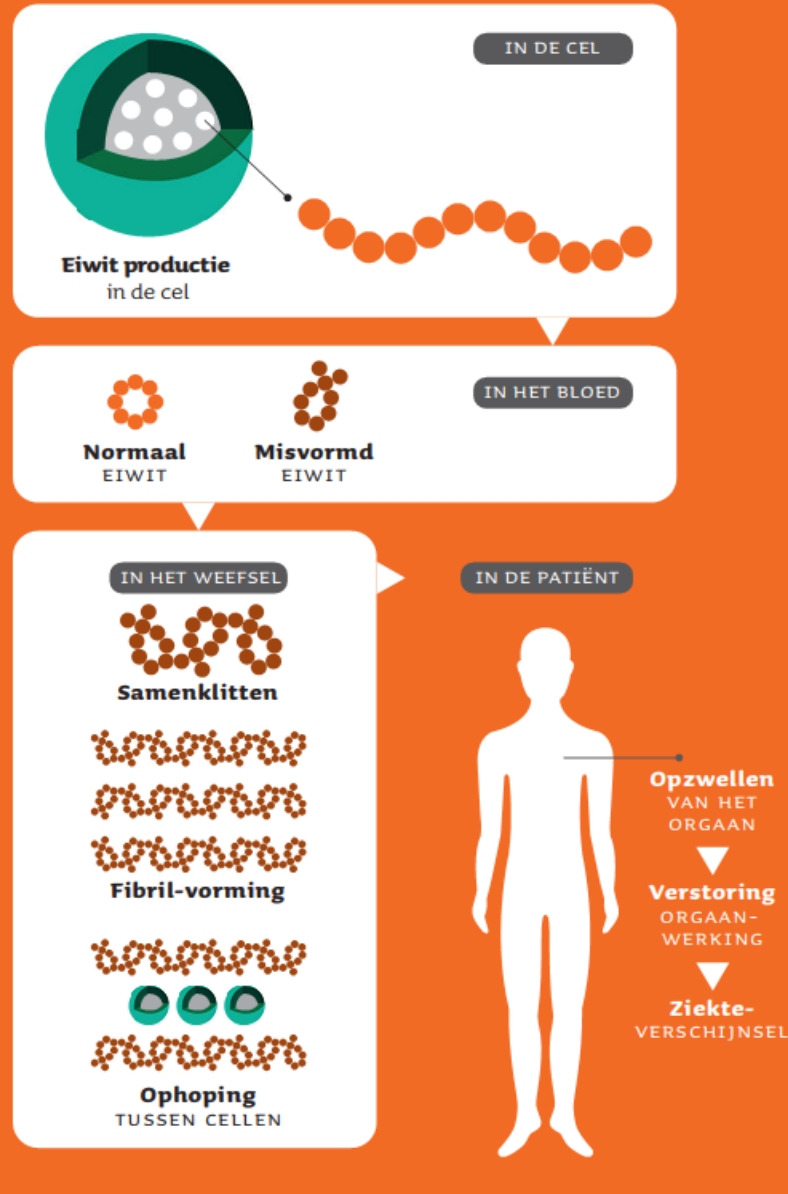 IN DE CEL
Eiwit productie
in de cel
IN HET BLOED
Normaal
EIWIT
Misvormd
EIWIT
IN HET WEEFSEL
Samenklitten
Fibril-vorming
Ophoping
TUSSEN CELLEN
IN DE PATIËNT
Opzwellen
VAN HET
ORGAAN
Verstoring
ORGAAN-
WERKING
Ziekte-
VERSCHIJNSEL